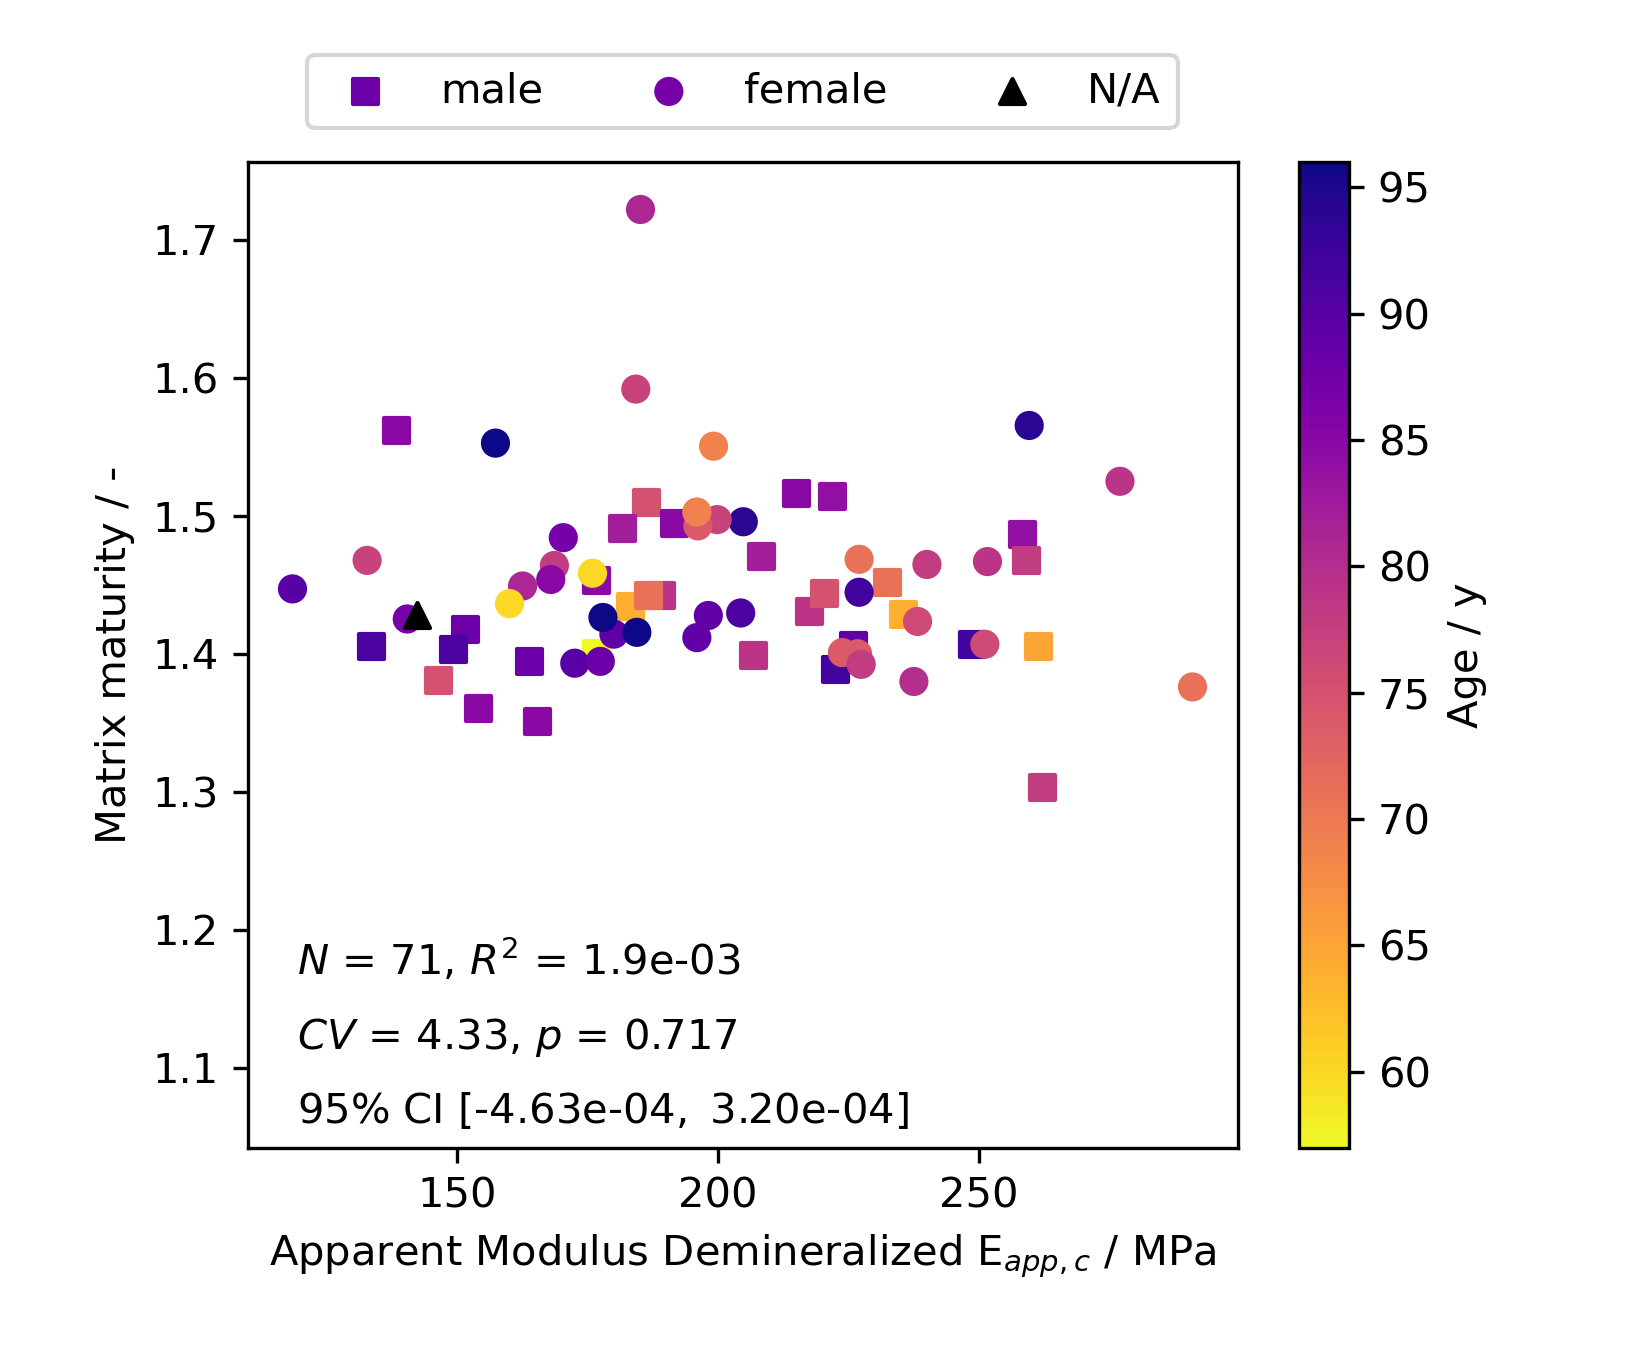 male female N/A
1.7
1.6
1.5
1.4
1.3
1.2
1.1
Matrix maturity / -
N = 71, R² = 1.9e-03
CV = 4.33, p = 0.717
95% CI [-4.63e-04, 3.20e-04]
150 200 250
Apparent Modulus Demineralized E_{app, c} / MPa
95
90
85
80
75
70
65
60
Age / y